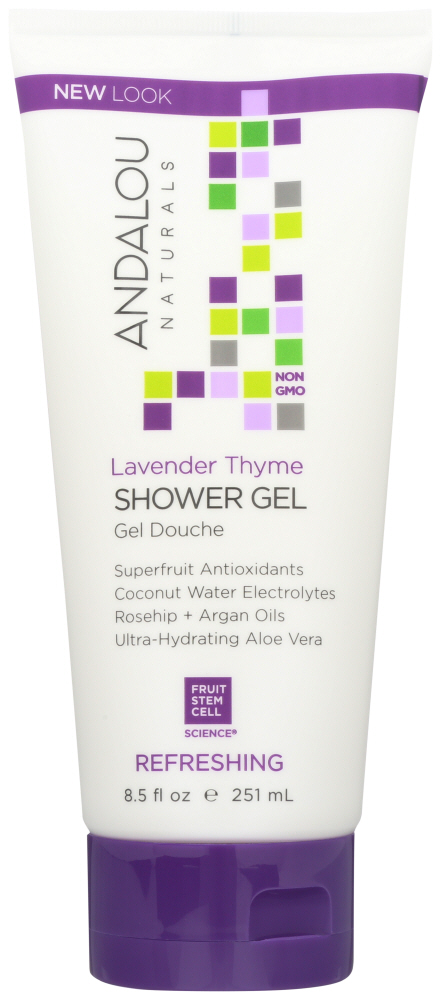 NEW LOOK
ANDALOU
NATURALS
NON
GMO
Lavender Thyme
SHOWER GEL
Gel Douche
Superfruit Antioxidants
Coconut Water Electrolytes
Rosehip + Argan Oils
Ultra-Hydrating Aloe Vera
FRUIT
STEM
CELL
SCIENCE®
REFRESHING
8.5 fl oz ℮ 251 mL